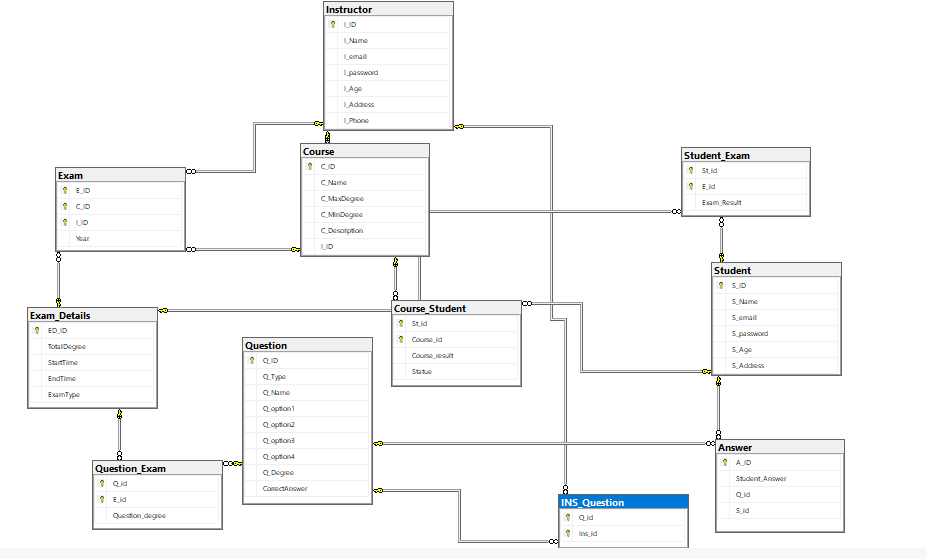 Instructor
I_ID
I_Name
I_email
I_password
I_Age
I_Address
I_Phone
Course
C_ID
C_Name
C_MaxDegree
C_MinDegree
C_Description
I_ID
Student_Exam
St_id
E_id
Exam_Result
Exam
E_ID
C_ID
I_ID
Year
Student
S_ID
S_Name
S_email
S_password
S_Age
S_Address
Exam_Details
ED_ID
TotalDegree
StartTime
EndTime
ExamType
Course_Student
St_id
Course_id
Course_result
Statue
Question
Q_ID
Q_Type
Q_Name
Q_option1
Q_option2
Q_option3
Q_option4
Q_Degree
CorrectAnswer
Answer
A_ID
Student_Answer
Q_id
S_id
Question_Exam
Q_id
E_id
Question_degree
INS_Question
Q_id
Ins_id